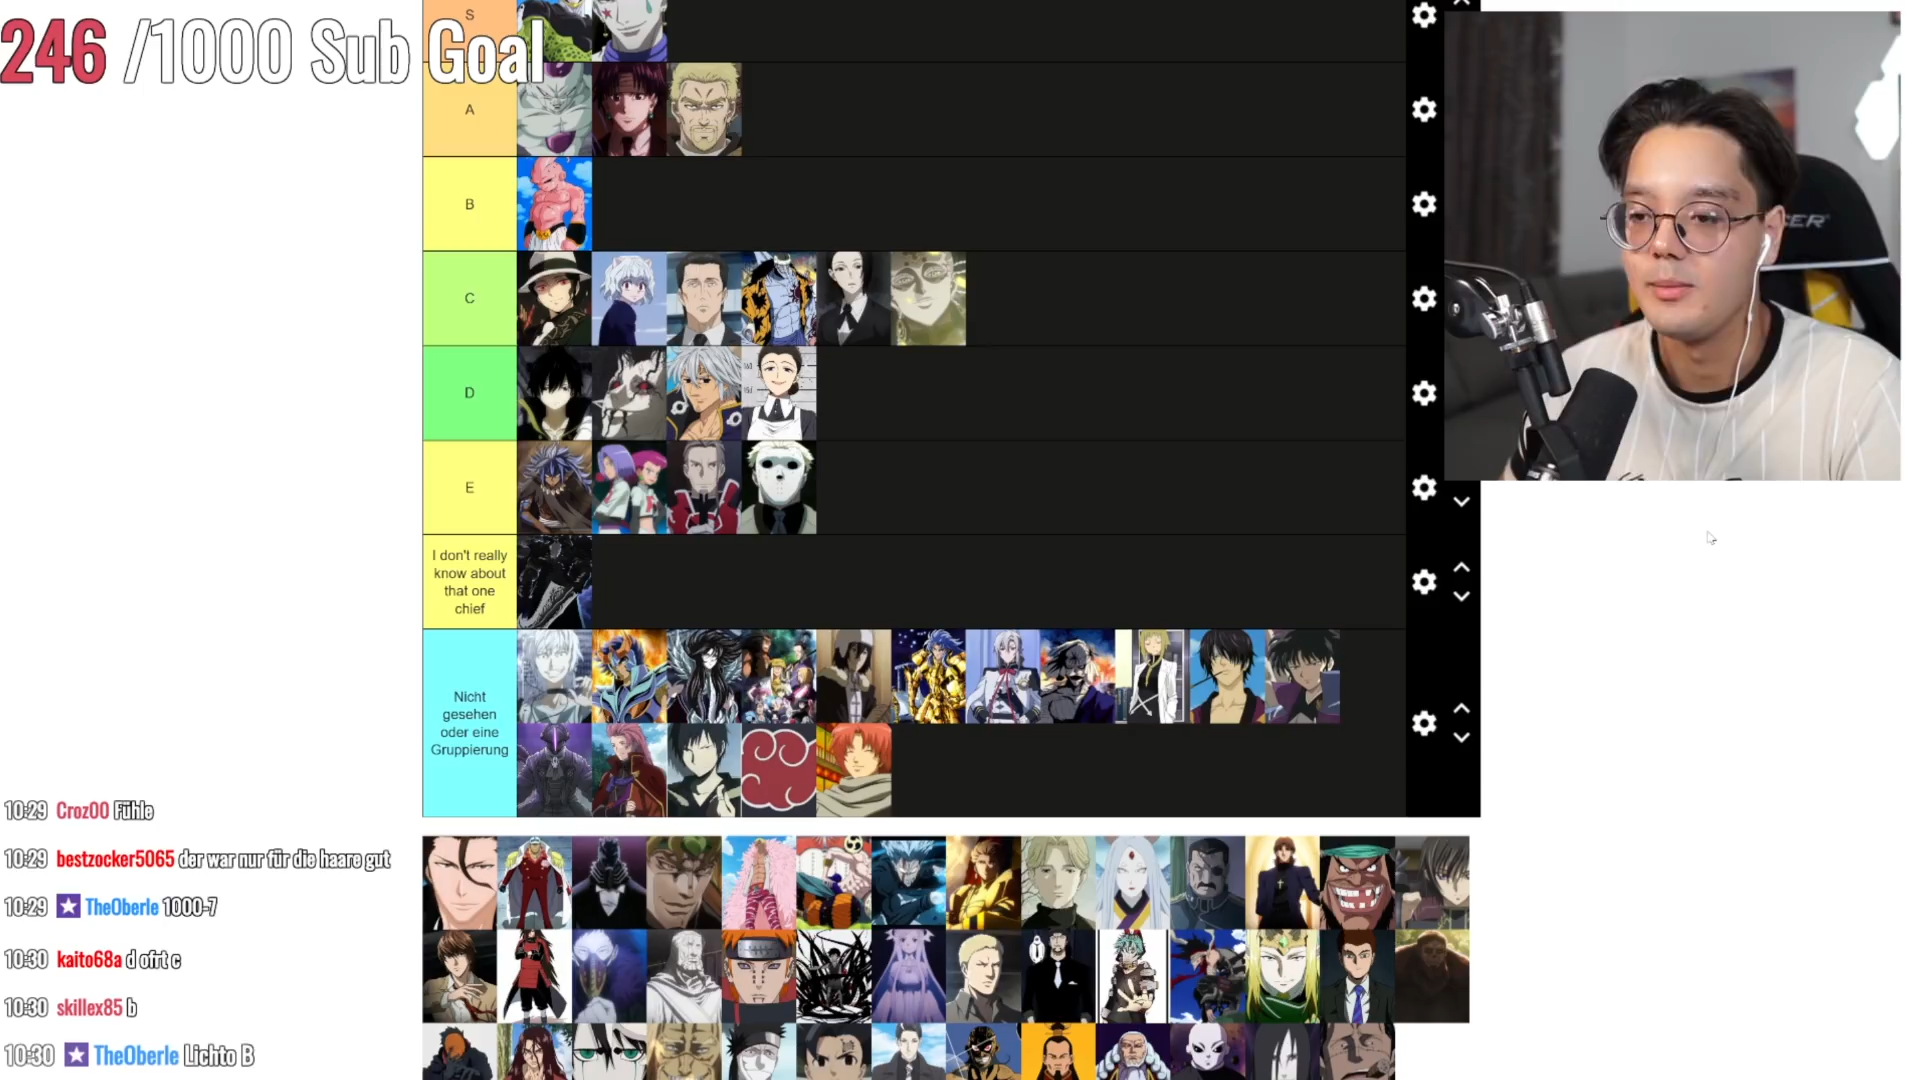 246 /1000 Sub Goal
S
A
B
C
D
E
I don't really
know about
that one
chief
Nicht
gesehen
oder eine
Gruppierung
10:29 Croz00 Fühle
10:29 bestzocker5065 der war nur für die haare gut
10:29 TheOberle 1000-7
10:30 kaito68a d ofrt c
10:30 skillex85 b
10:30 TheOberle Lichto B